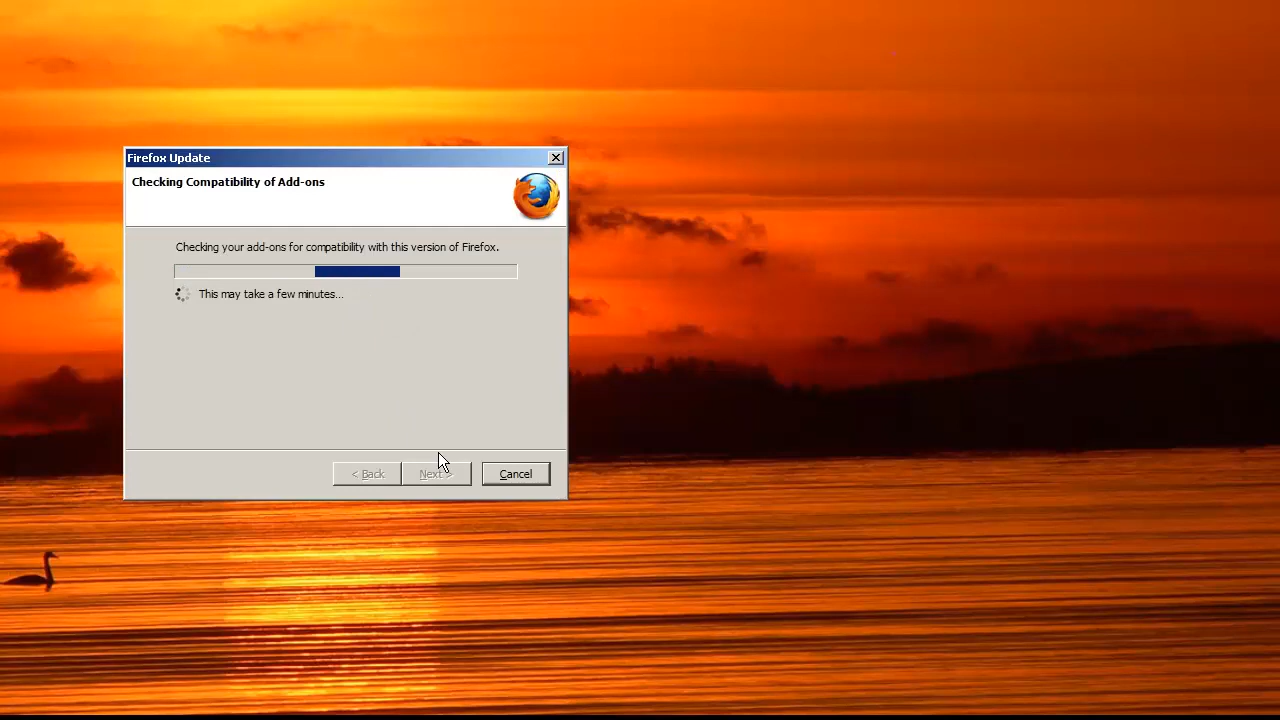 Firefox Update
Checking Compatibility of Add-ons
Checking your add-ons for compatibility with this version of Firefox.
This may take a few minutes...
< Back Next > Cancel